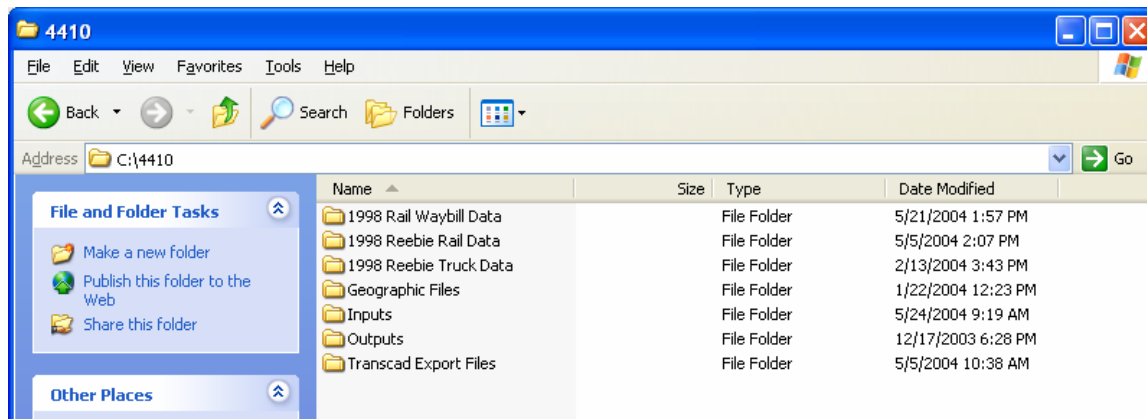 4410
File Edit View Favorites Tools Help
Back Search Folders
Address C:\4410 Go
Name Size Type Date Modified
File and Folder Tasks
Make a new folder
Publish this folder to the
Web
Share this folder
Other Places
1998 Rail Waybill Data File Folder 5/21/2004 1:57 PM
1998 Reebie Rail Data File Folder 5/5/2004 2:07 PM
1998 Reebie Truck Data File Folder 2/13/2004 3:43 PM
Geographic Files File Folder 1/22/2004 12:23 PM
Inputs File Folder 5/24/2004 9:19 AM
Outputs File Folder 12/17/2003 6:28 PM
Transcad Export Files File Folder 5/5/2004 10:38 AM